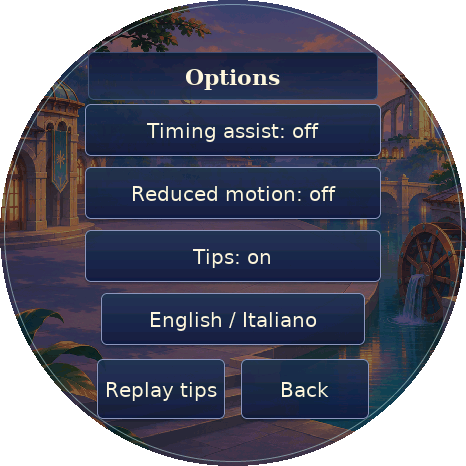 Options
Timing assist: off
Reduced motion: off
Tips: on
English / Italiano
Replay tips
Back